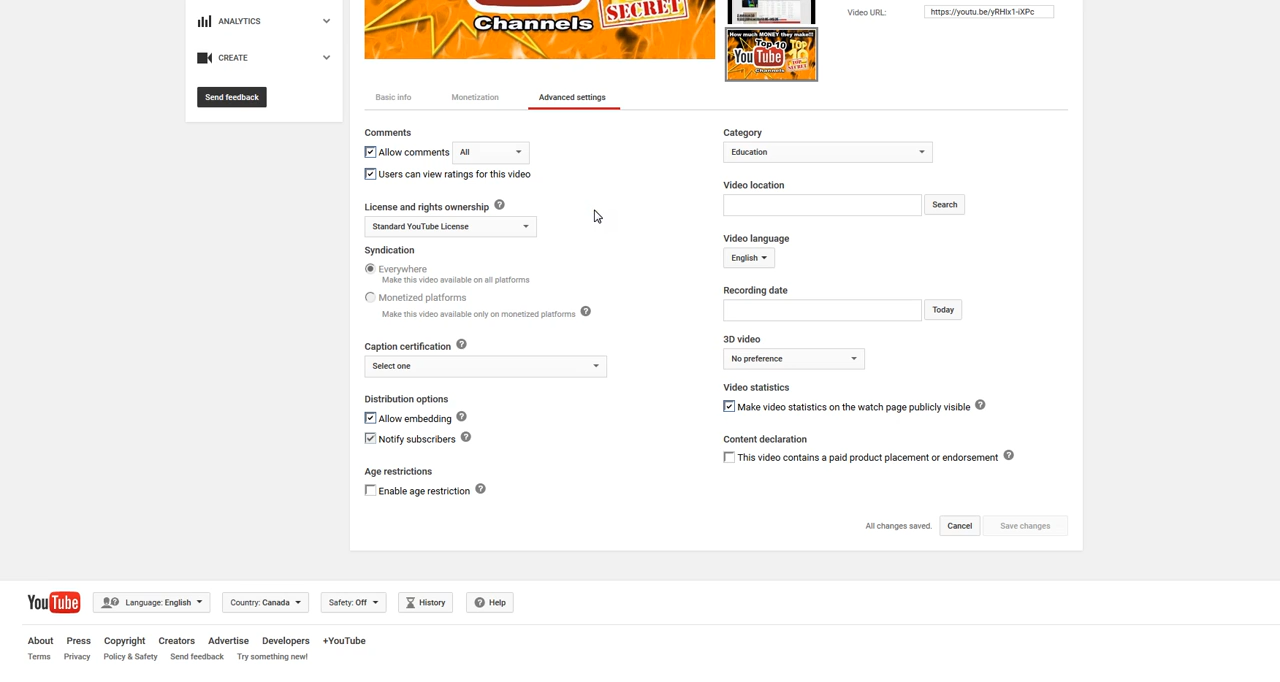 ANALYTICS
CREATE
Send feedback
SECRET
Channels
Video URL:
https://youtu.be/yRHIx1-iXPc
How much MONEY they make!!!
Top 10
YouTube
Channels
Basic info
Monetization
Advanced settings
Comments
Allow comments
All
Users can view ratings for this video
License and rights ownership ?
Standard YouTube License
Syndication
Everywhere
Make this video available on all platforms
Monetized platforms
Make this video available only on monetized platforms ?
Caption certification ?
Select one
Distribution options
Allow embedding ?
Notify subscribers ?
Age restrictions
Enable age restriction ?
Category
Education
Video location
Search
Video language
English
Recording date
Today
3D video
No preference
Video statistics
Make video statistics on the watch page publicly visible ?
Content declaration
This video contains a paid product placement or endorsement ?
All changes saved. Cancel Save changes
YouTube Language: English Country: Canada Safety: Off History ? Help
About Press Copyright Creators Advertise Developers +YouTube
Terms Privacy Policy & Safety Send feedback Try something new!